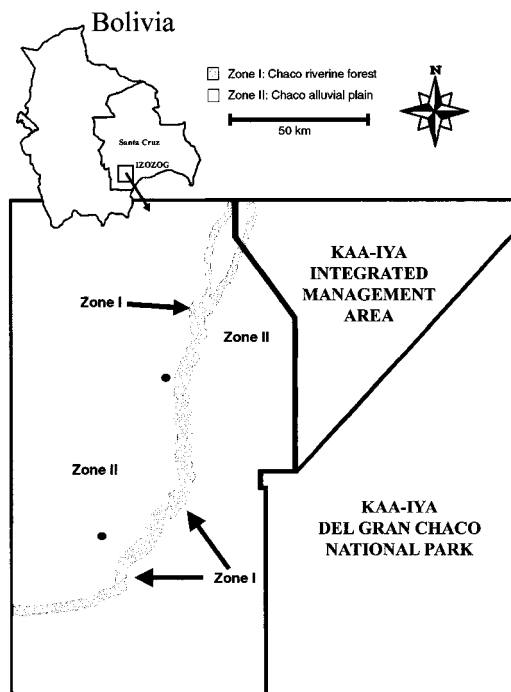 Bolivia
Zone I: Chaco riverine forest
Zone II: Chaco alluvial plain
N
50 km
Santa Cruz
IZOZOG
KAA-IYA
INTEGRATED
MANAGEMENT
AREA
Zone I
Zone II
Zone II
KAA-IYA
DEL GRAN CHACO
NATIONAL PARK
Zone I